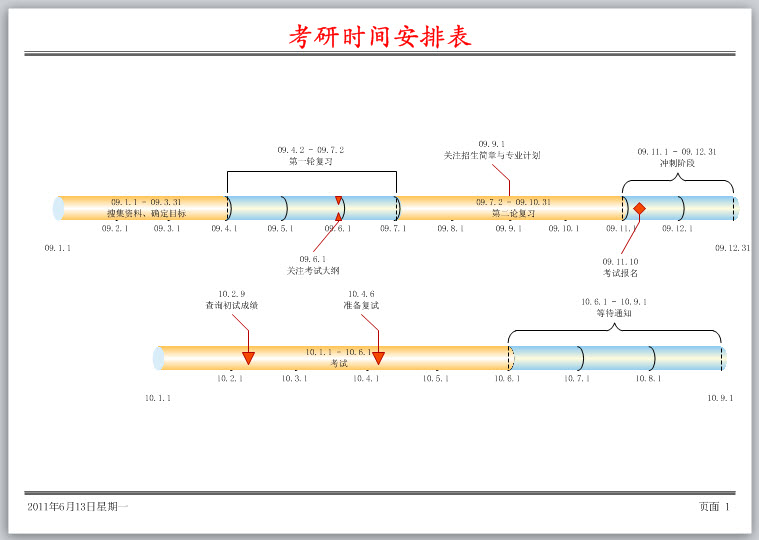 考研时间安排表
09.4.2 - 09.7.2
第一轮复习
09.9.1
关注招生简章与专业计划
09.11.1 - 09.12.31
冲刺阶段
09.1.1 - 09.3.31
搜集资料、确定目标
09.7.2 - 09.10.31
第二论复习
09.2.1 09.3.1 09.4.1 09.5.1 09.6.1 09.7.1 09.8.1 09.9.1 09.10.1 09.11.1 09.12.1
09.1.1 09.12.31
09.6.1
关注考试大纲
09.11.10
考试报名
10.2.9
查询初试成绩
10.4.6
准备复试
10.6.1 - 10.9.1
等待通知
10.1.1 - 10.6.1
考试
10.2.1 10.3.1 10.4.1 10.5.1 10.6.1 10.7.1 10.8.1
10.1.1 10.9.1
2011年6月13日星期一 页面 1